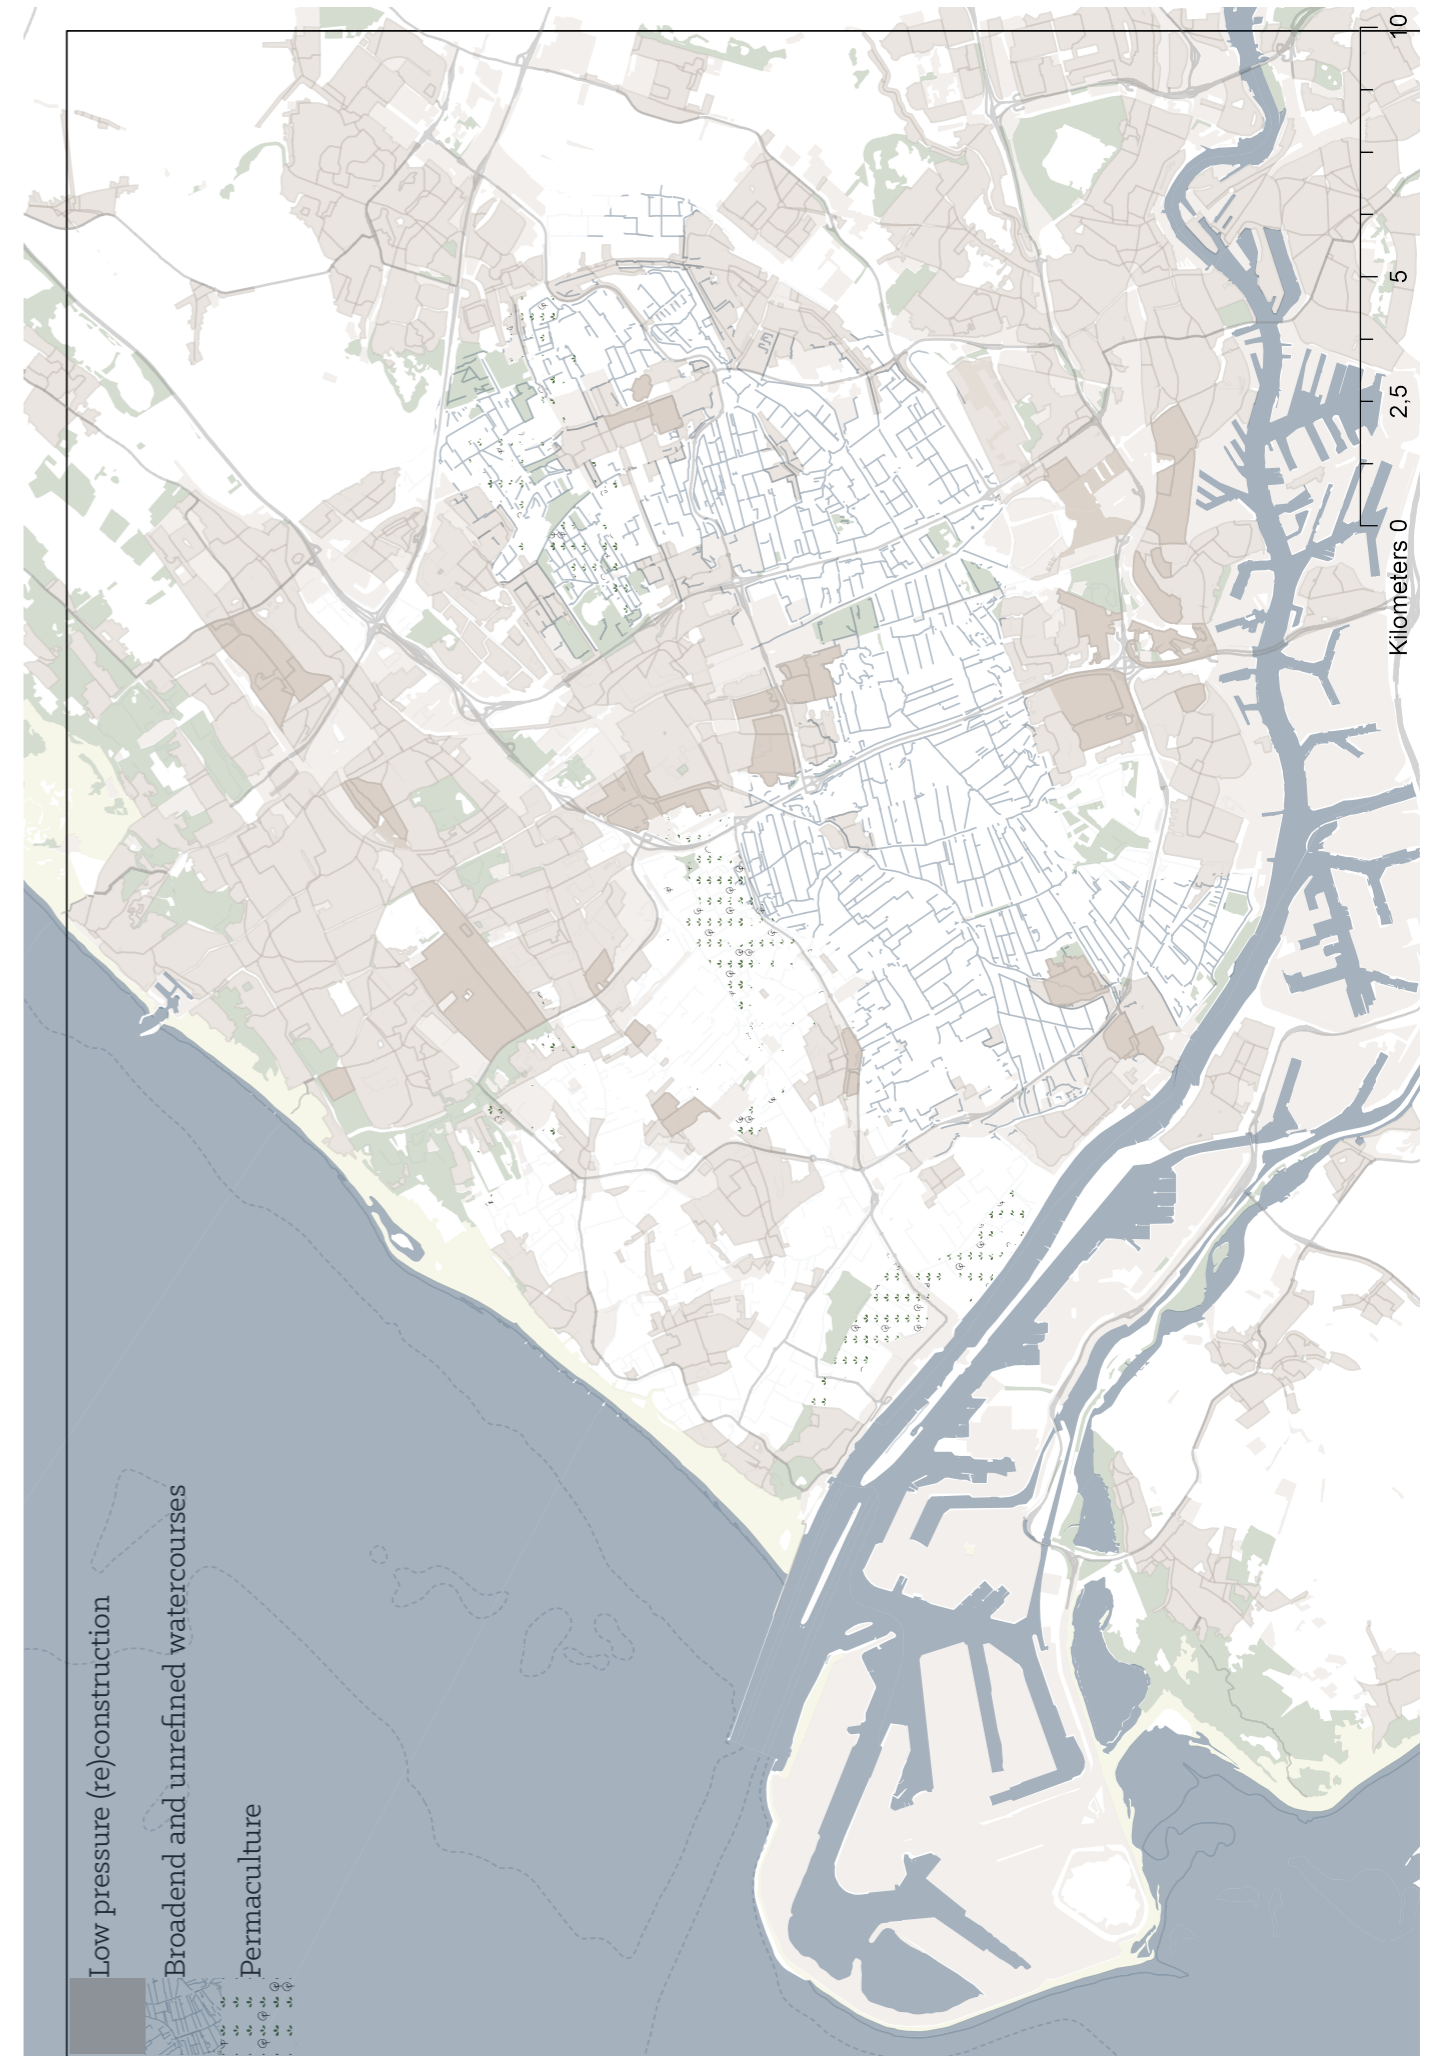 Low pressure (re)construction
Broadend and unrefined watercourses
Permaculture
Kilometers 0 2,5 5 10